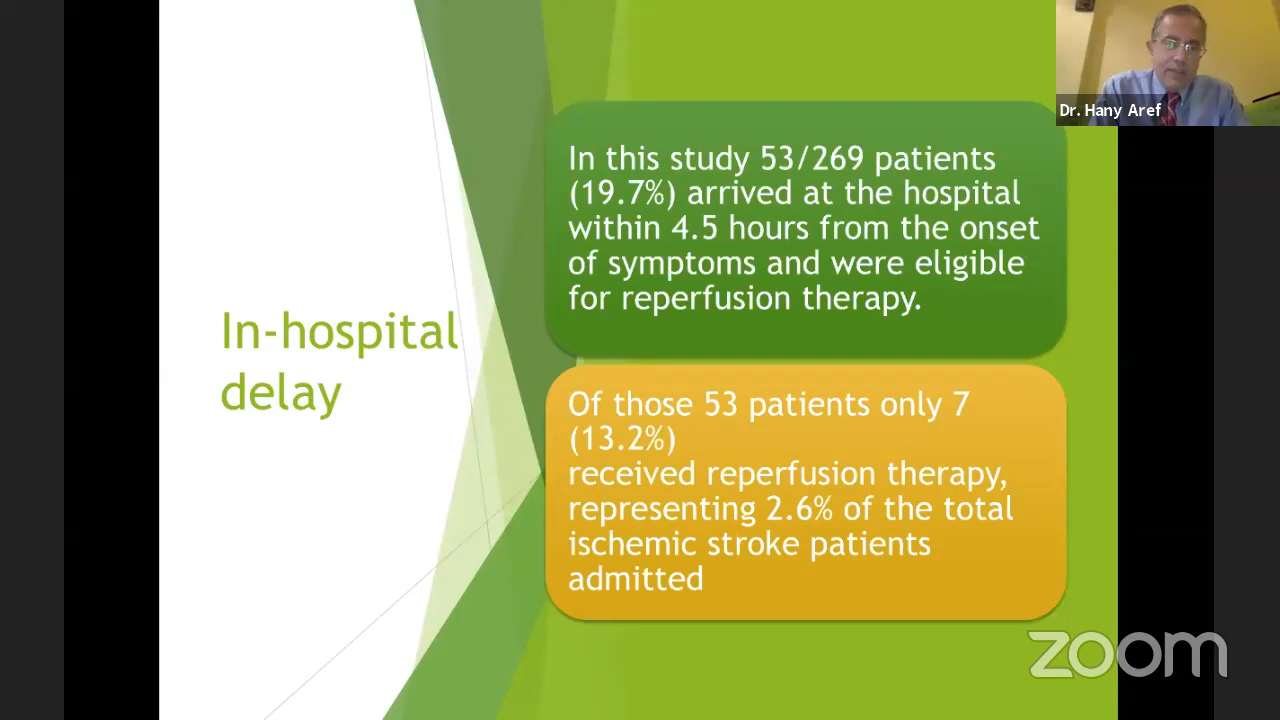 Dr. Hany Aref
In-hospital
delay
In this study 53/269 patients
(19.7%) arrived at the hospital
within 4.5 hours from the onset
of symptoms and were eligible
for reperfusion therapy.
Of those 53 patients only 7
(13.2%)
received reperfusion therapy,
representing 2.6% of the total
ischemic stroke patients
admitted
zoom